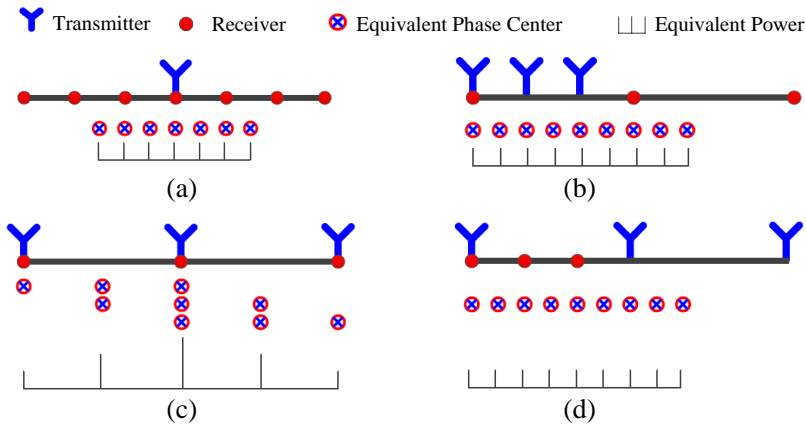 Transmitter Receiver Equivalent Phase Center Equivalent Power
(a) (b)
(c) (d)